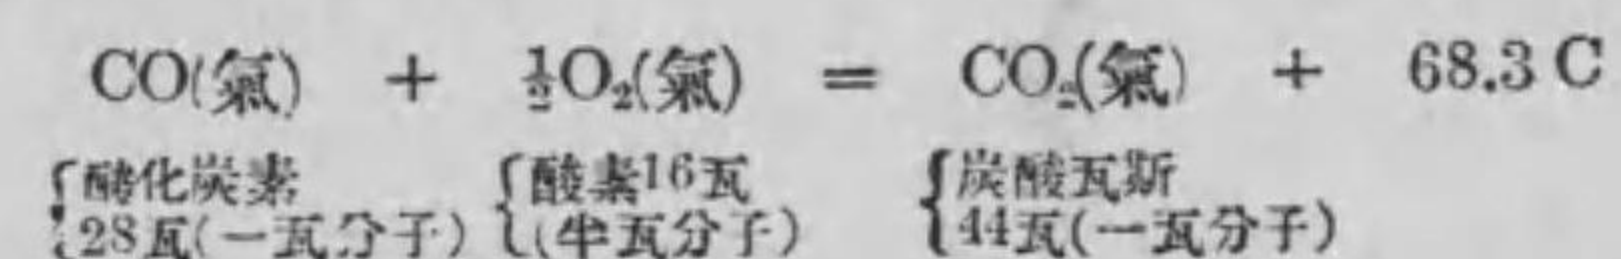 CO(氣) + ½O₂(氣) = CO₂(氣) + 68.3 C
酸化炭素 酸素16瓦 炭酸瓦斯
28瓦(一瓦分子) (半瓦分子) 44瓦(一瓦分子)